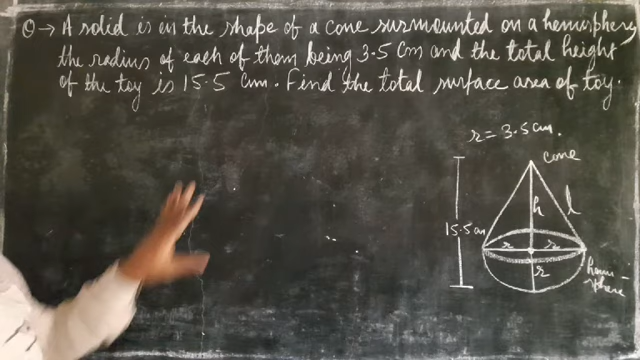 Q → A solid is in the shape of a cone surmounted on a hemisphere,
the radius of each of them being 3.5 cm and the total height
of the toy is 15.5 cm. Find the total surface area of toy.
r = 3.5 cm.
cone
h
l
15.5 cm
r
r
r
hemi-
sphere